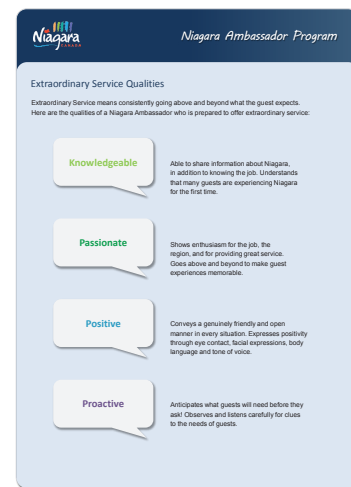 Niagara
CANADA
Niagara Ambassador Program
Extraordinary Service Qualities
Extraordinary Service means consistently going above and beyond what the guest expects.
Here are the qualities of a Niagara Ambassador who is prepared to offer extraordinary service:
Knowledgeable
Able to share information about Niagara,
in addition to knowing the job. Understands
that many guests are experiencing Niagara
for the first time.
Passionate
Shows enthusiasm for the job, the
region, and for providing great service.
Goes above and beyond to make guest
experiences memorable.
Positive
Conveys a genuinely friendly and open
manner in every situation. Expresses positivity
through eye contact, facial expressions, body
language and tone of voice.
Proactive
Anticipates what guests will need before they
ask! Observes and listens carefully for clues
to the needs of guests.